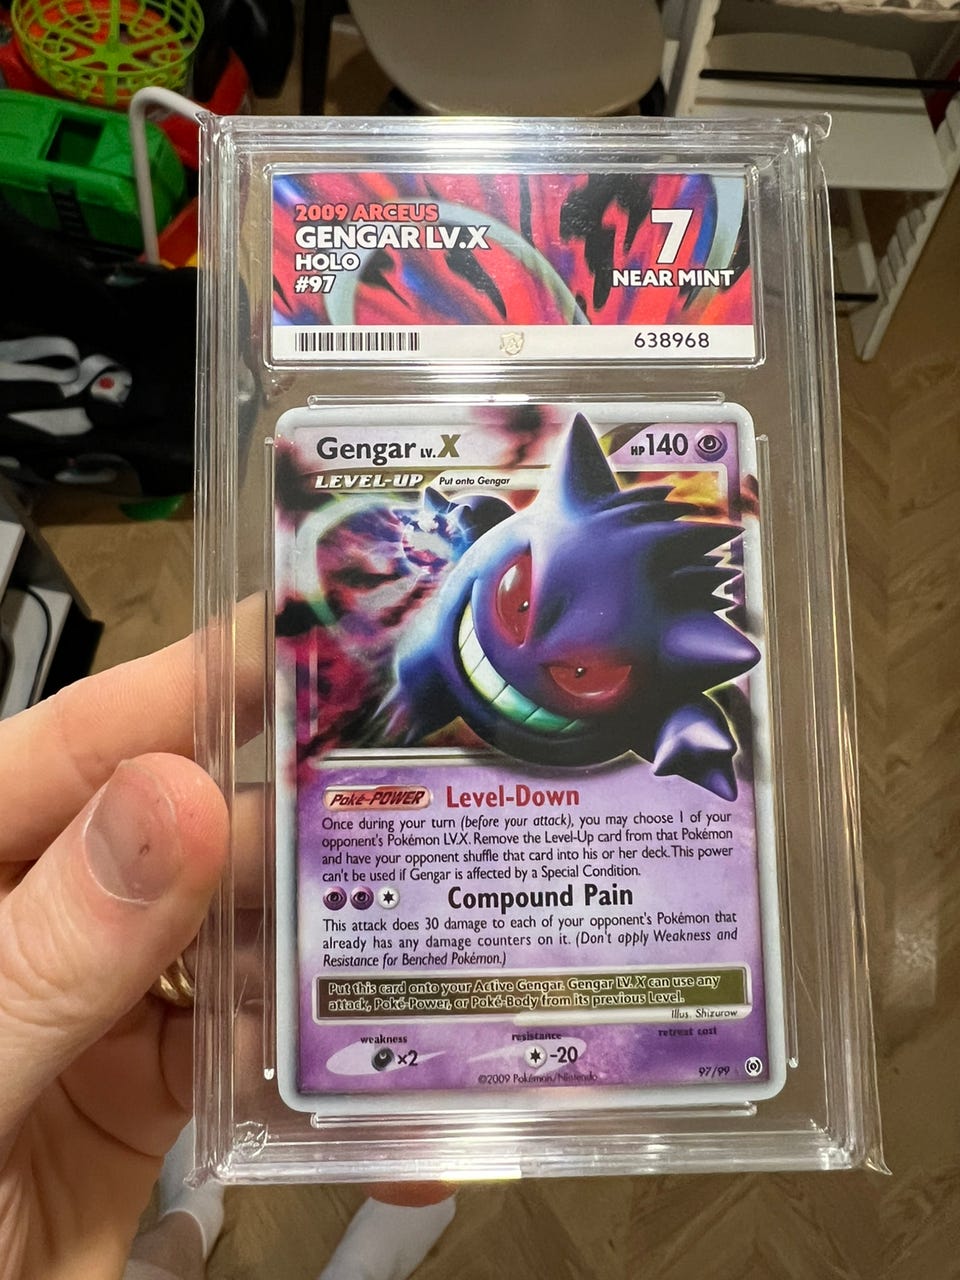 2009 ARCEUS
GENGAR LV.X
HOLO
#97
7
NEAR MINT
638968
Gengar LV.X
HP140
LEVEL-UP Put onto Gengar
Poké-POWER Level-Down
Once during your turn (before your attack), you may choose 1 of your
opponent's Pokémon LV.X. Remove the Level-Up card from that Pokémon
and have your opponent shuffle that card into his or her deck. This power
can't be used if Gengar is affected by a Special Condition.
Compound Pain
This attack does 30 damage to each of your opponent's Pokémon that
already has any damage counters on it. (Don't apply Weakness and
Resistance for Benched Pokémon.)
Put this card onto your Active Gengar. Gengar LV.X can use any
attack, Poké-Power, or Poké-Body from its previous Level.
Illus. Shizurow
weakness
resistance
retreat cost
×2
-20
©2009 Pokémon/Nintendo
97/99